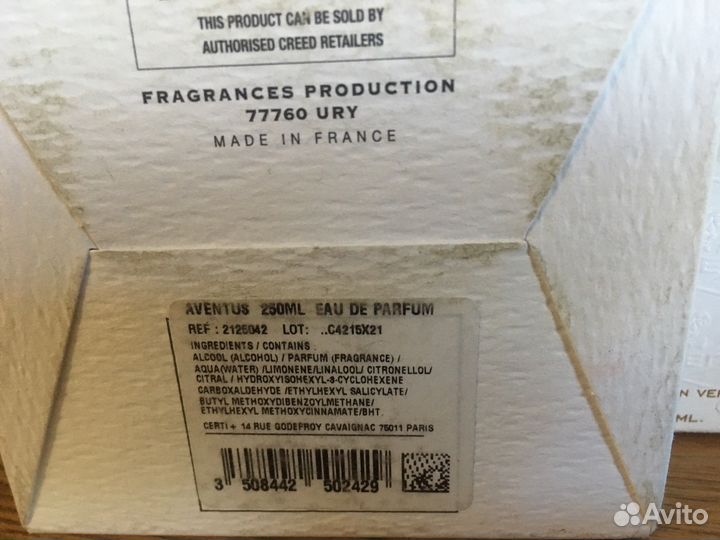 THIS PRODUCT CAN BE SOLD BY
AUTHORISED CREED RETAILERS
FRAGRANCES PRODUCTION
77760 URY
MADE IN FRANCE
AVENTUS 250ML EAU DE PARFUM
REF : 2125042 LOT: ..C4215X21
INGREDIENTS / CONTAINS :
ALCOOL (ALCOHOL) / PARFUM (FRAGRANCE) /
AQUA(WATER) /LIMONENE/LINALOOL/ CITRONELLOL/
CITRAL / HYDROXYISOHEXYL-3-CYCLOHEXENE
CARBOXALDEHYDE /ETHYLHEXYL SALICYLATE/
BUTYL METHOXYDIBENZOYLMETHANE/
ETHYLHEXYL METHOXYCINNAMATE/BHT
CERTI + 14 RUE GODEFROY CAVAIGNAC 75011 PARIS
3 508442 502429
N VE
ML.
Avito